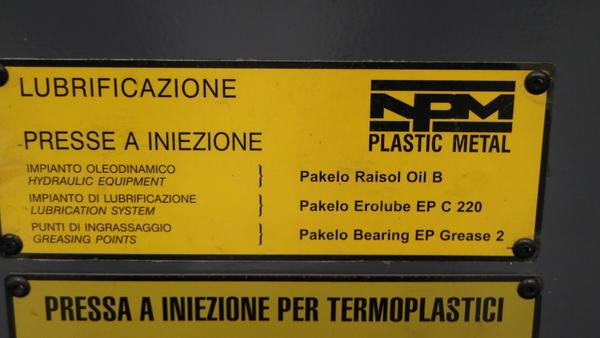 LUBRIFICAZIONE
NPM
PLASTIC METAL
PRESSE A INIEZIONE
IMPIANTO OLEODINAMICO
HYDRAULIC EQUIPMENT
} Pakelo Raisol Oil B
IMPIANTO DI LUBRIFICAZIONE
LUBRICATION SYSTEM
} Pakelo Erolube EP C 220
PUNTI DI INGRASSAGGIO
GREASING POINTS
} Pakelo Bearing EP Grease 2
PRESSA A INIEZIONE PER TERMOPLASTICI